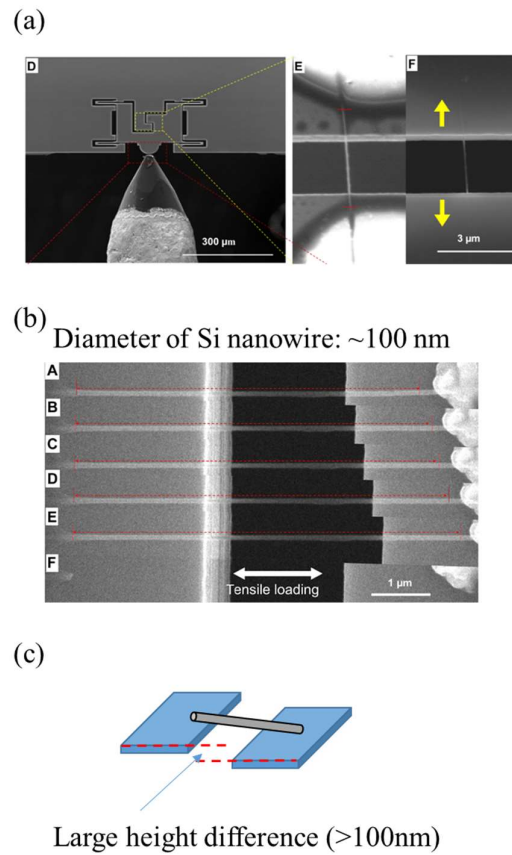 (a)
D
E
F
300 μm
3 μm
(b)
Diameter of Si nanowire: ~100 nm
A
B
C
D
E
F
Tensile loading
1 μm
(c)
Large height difference (>100nm)